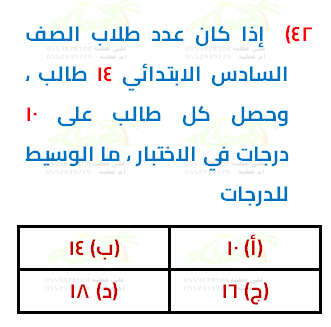 ٤٢) إذا كان عدد طلاب الصف
السادس الابتدائي ١٤ طالب ،
وحصل كل طالب على ١٠
درجات في الاختبار ، ما الوسيط
للدرجات
(أ) ١٠ (ب) ١٤
(ج) ١٦ (د) ١٨